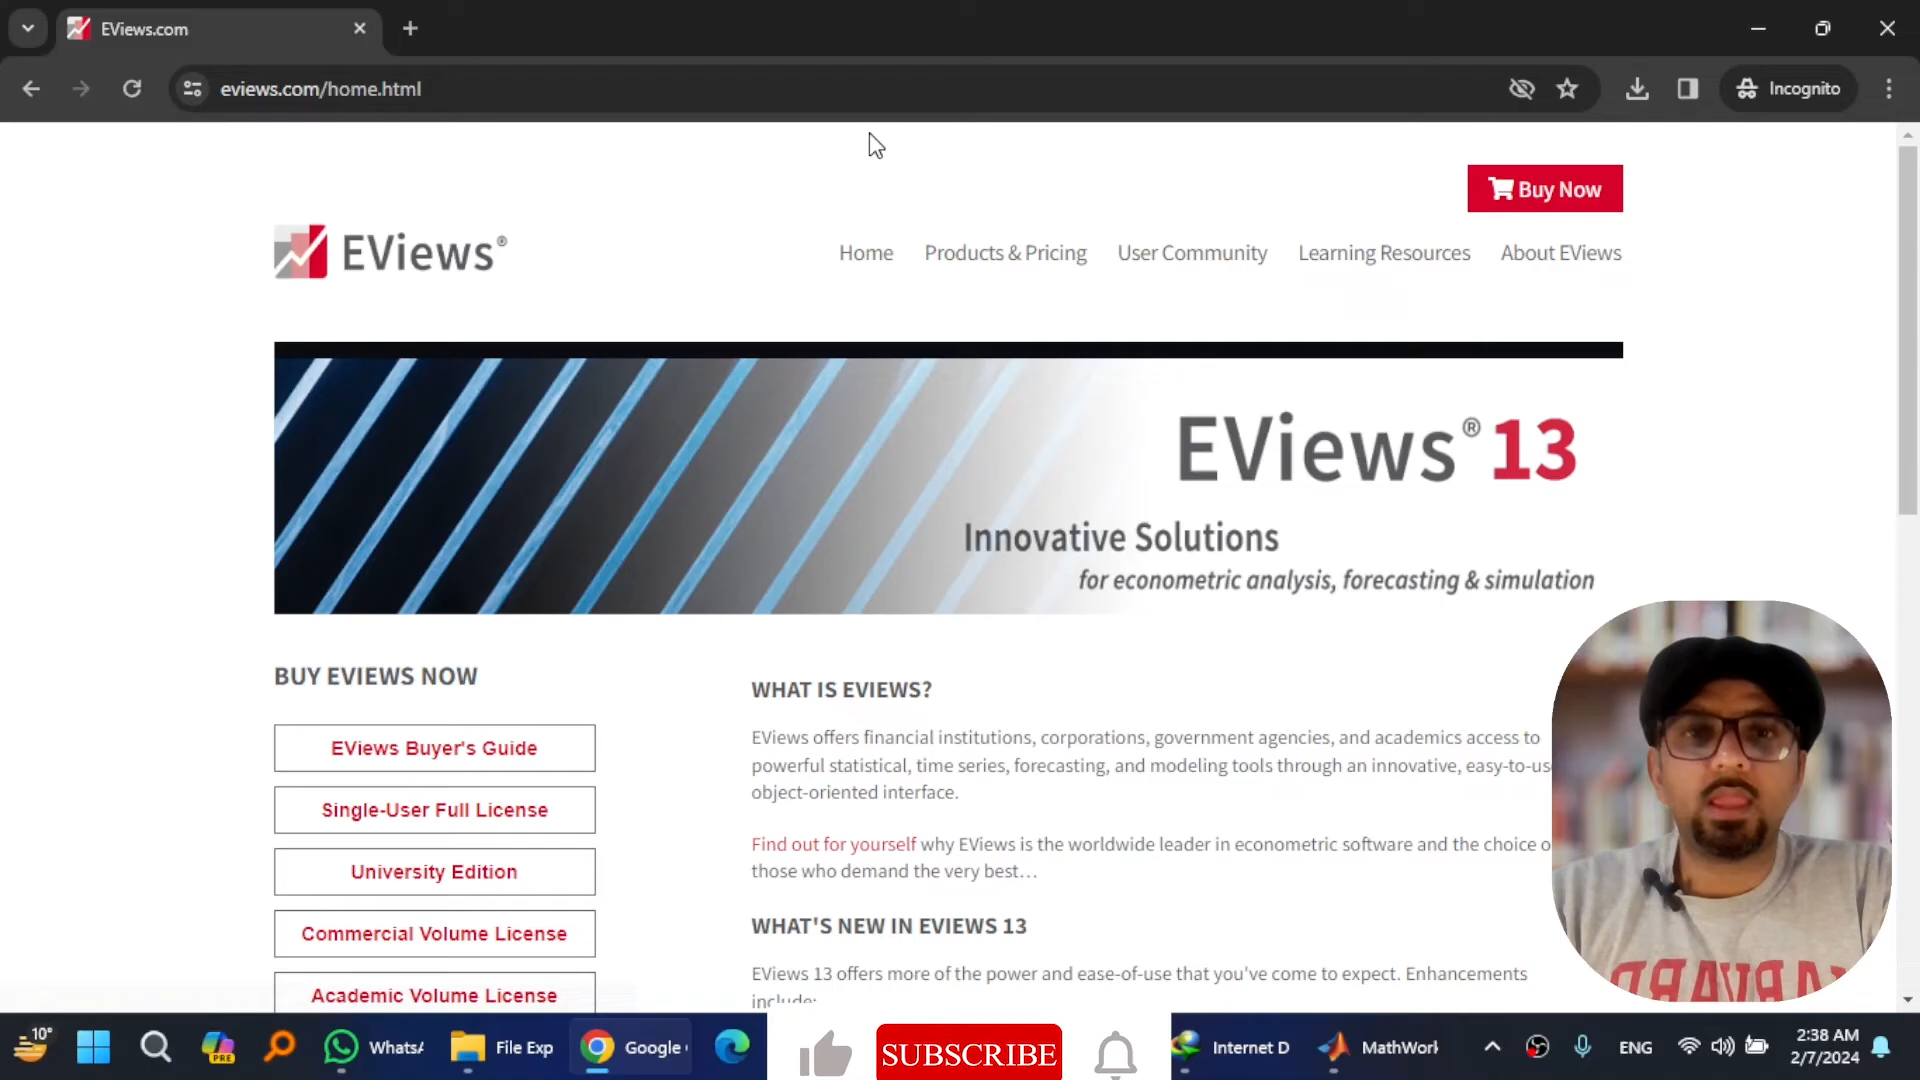 EViews.com
eviews.com/home.html
Incognito
Buy Now
EViews®
Home
Products & Pricing
User Community
Learning Resources
About EViews
EViews® 13
Innovative Solutions
for econometric analysis, forecasting & simulation
BUY EVIEWS NOW
EViews Buyer's Guide
Single-User Full License
University Edition
Commercial Volume License
Academic Volume License
WHAT IS EVIEWS?
EViews offers financial institutions, corporations, government agencies, and academics access to
powerful statistical, time series, forecasting, and modeling tools through an innovative, easy-to-us
object-oriented interface.
Find out for yourself why EViews is the worldwide leader in econometric software and the choice o
those who demand the very best…
WHAT'S NEW IN EVIEWS 13
EViews 13 offers more of the power and ease-of-use that you've come to expect. Enhancements
include:
10°
PRE
WhatsA
File Exp
Google
SUBSCRIBE
Internet D
MathWork
ENG
2:38 AM
2/7/2024